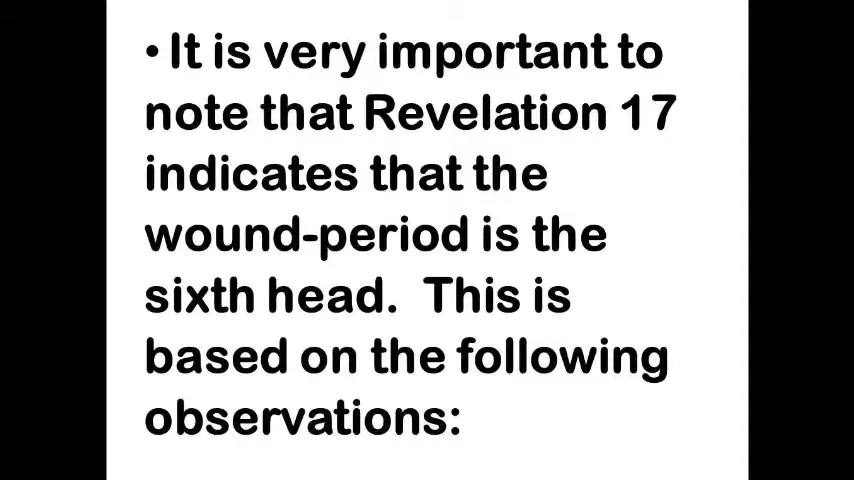 • It is very important to
note that Revelation 17
indicates that the
wound-period is the
sixth head.  This is
based on the following
observations: